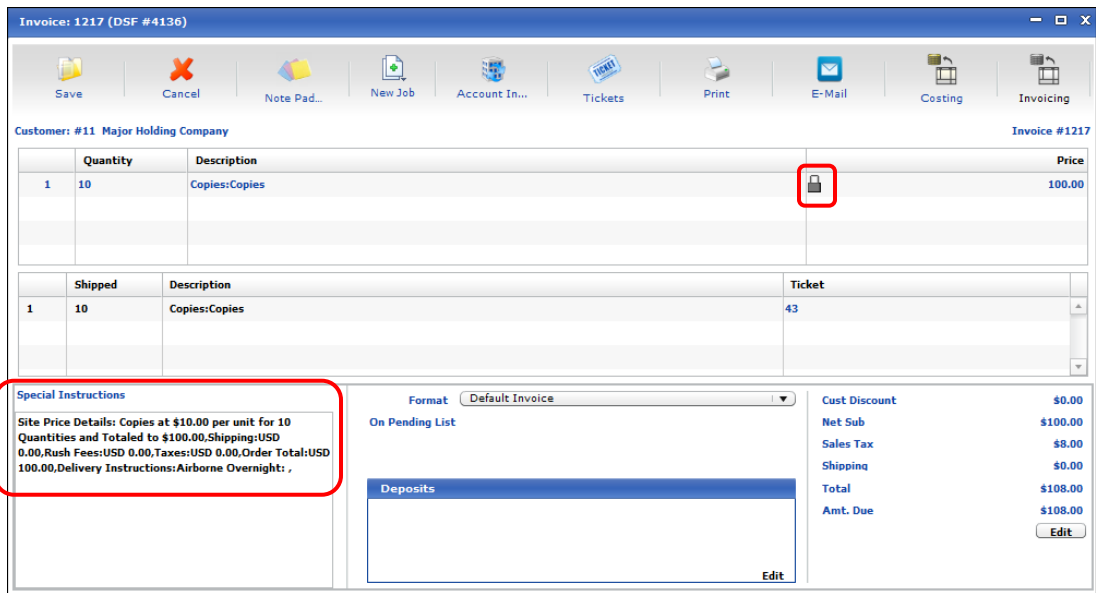 Invoice: 1217 (DSF #4136)
Save Cancel Note Pad... New Job Account In... TICKET Tickets Print E-Mail Costing Invoicing
Customer: #11 Major Holding Company Invoice #1217
Quantity Description Price
1 10 Copies:Copies 100.00
Shipped Description Ticket
1 10 Copies:Copies 43
Special Instructions
Site Price Details: Copies at $10.00 per unit for 10
Quantities and Totaled to $100.00,Shipping:USD
0.00,Rush Fees:USD 0.00,Taxes:USD 0.00,Order Total:USD
100.00,Delivery Instructions:Airborne Overnight: ,
Format Default Invoice
On Pending List
Deposits
Edit
Cust Discount $0.00
Net Sub $100.00
Sales Tax $8.00
Shipping $0.00
Total $108.00
Amt. Due $108.00
Edit